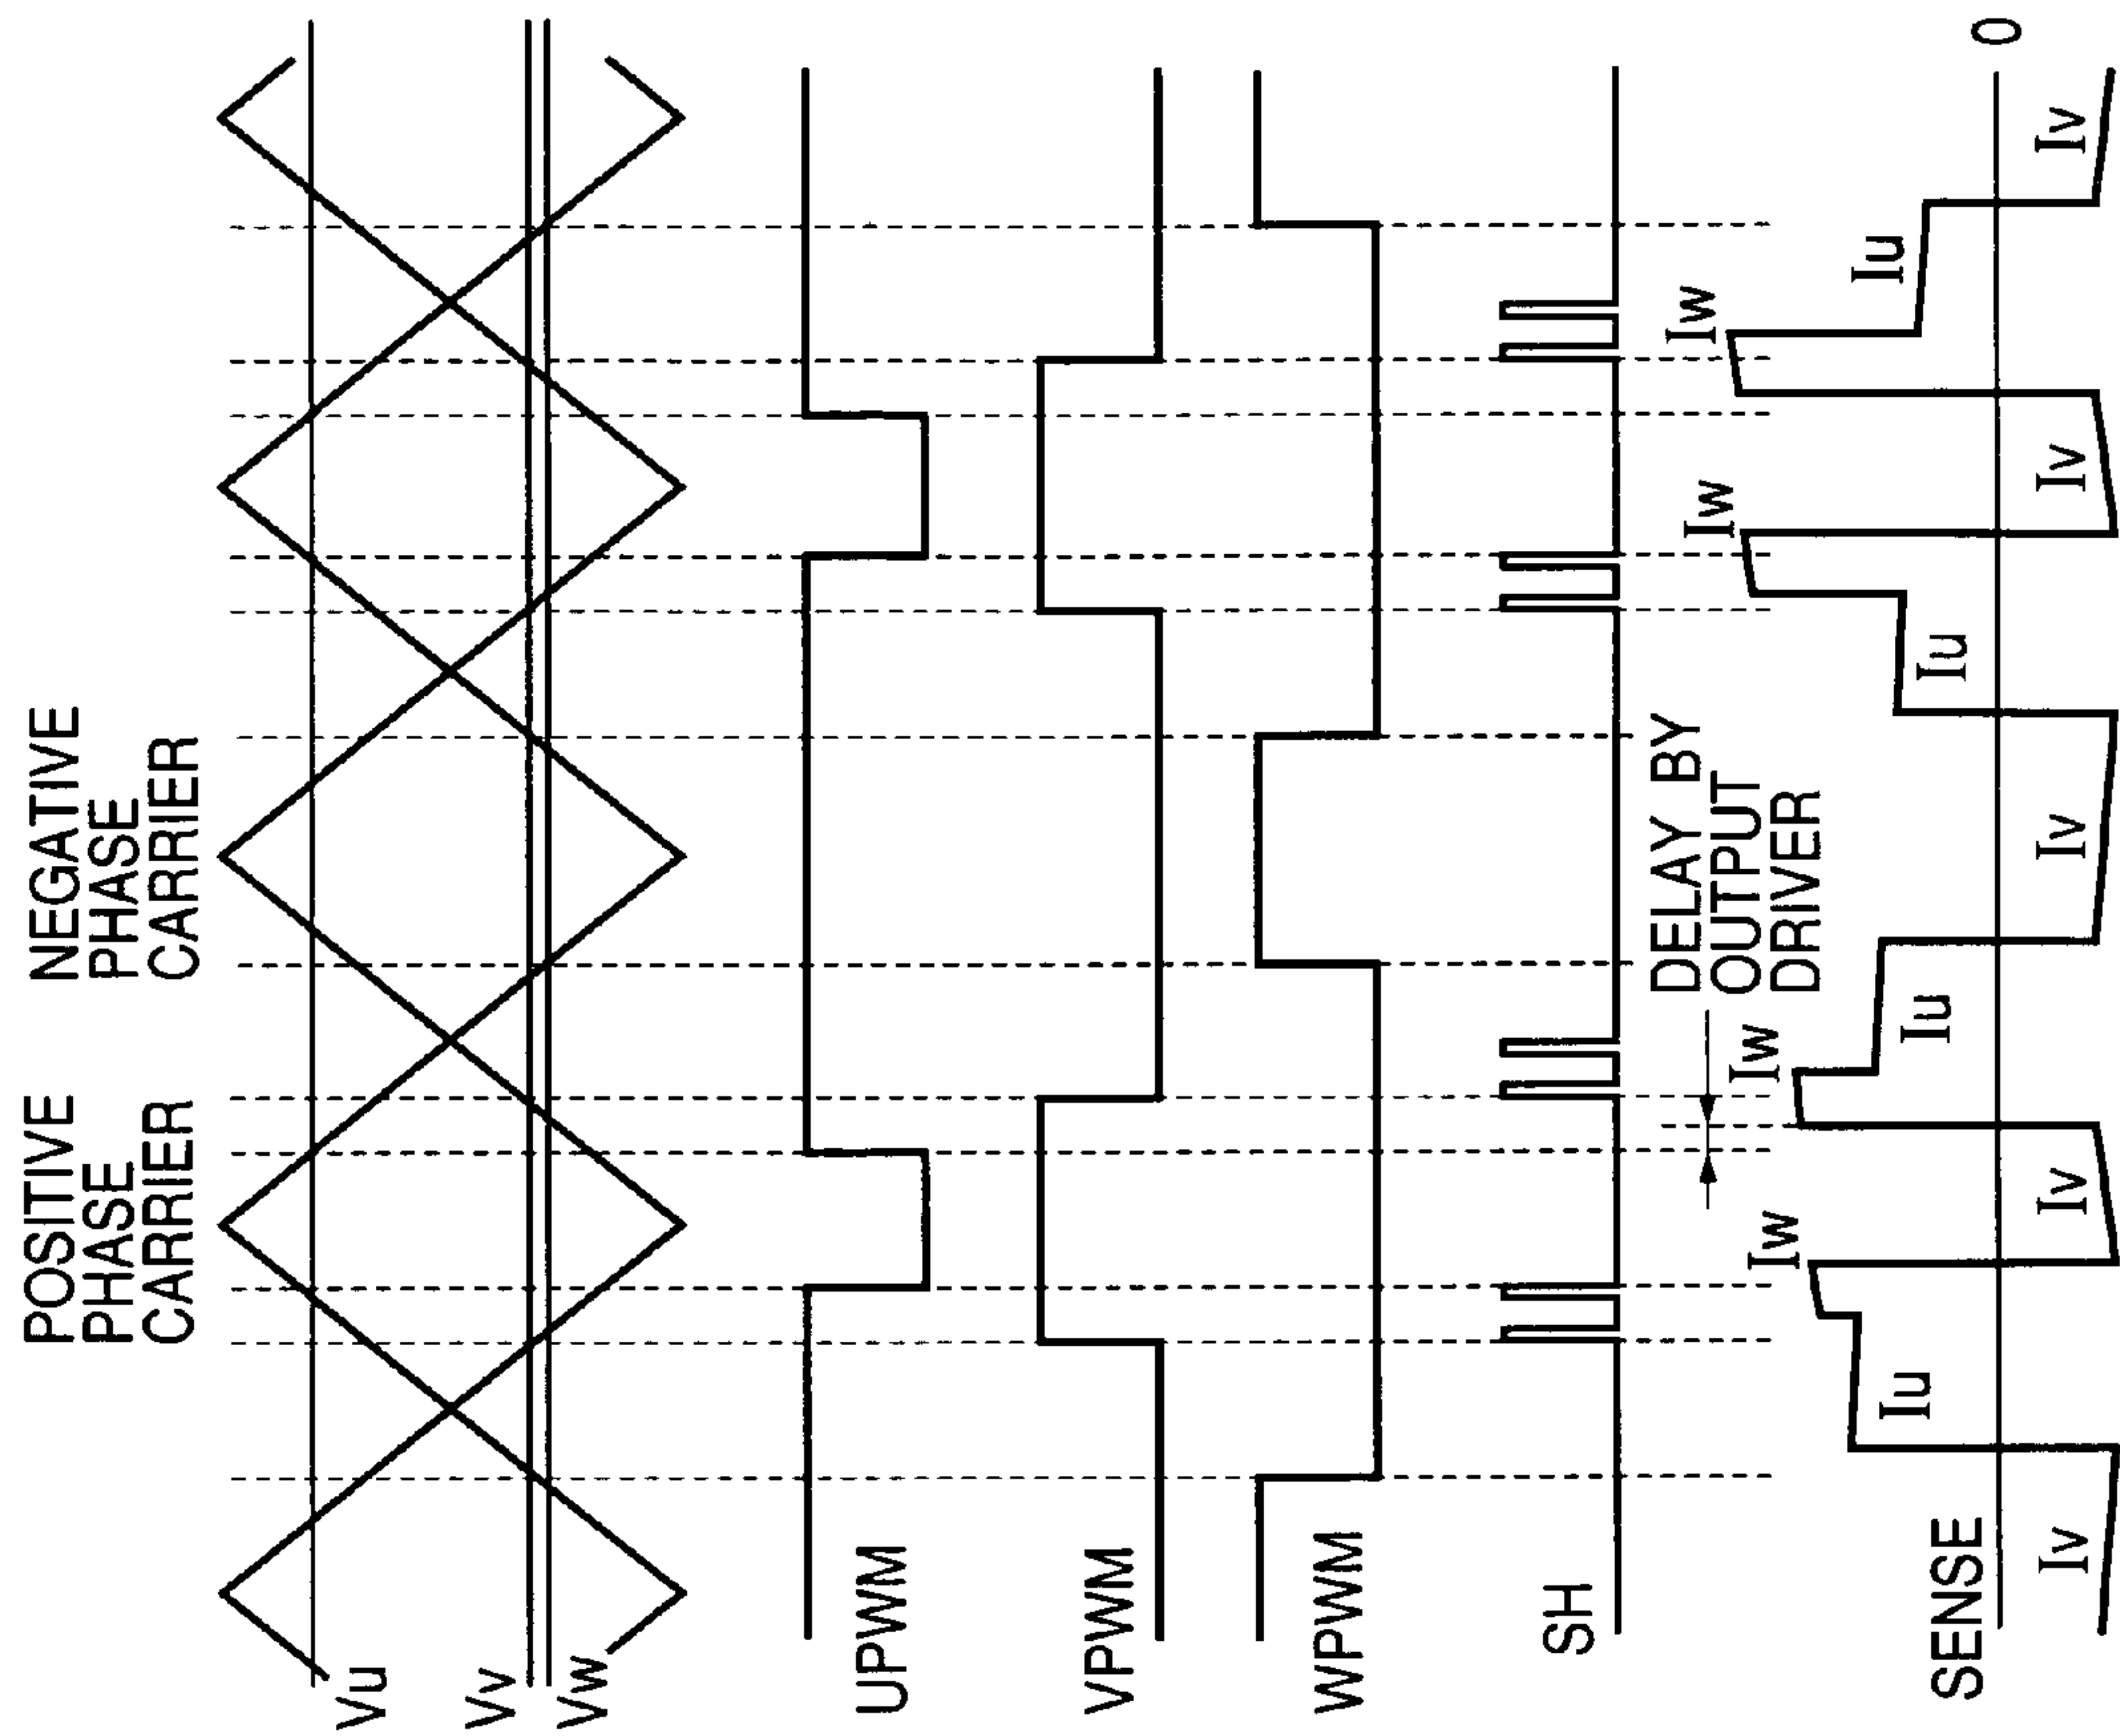 POSITIVE
PHASE
CARRIER
NEGATIVE
PHASE
CARRIER
Vu
Vv
Vw
UPWM
VPWM
WPWM
SH
DELAY BY
OUTPUT
DRIVER
SENSE
0
Iv
Iu
Iw
Iv
Iw
Iu
Iv
Iu
Iw
Iv
Iw
Iu
Iv